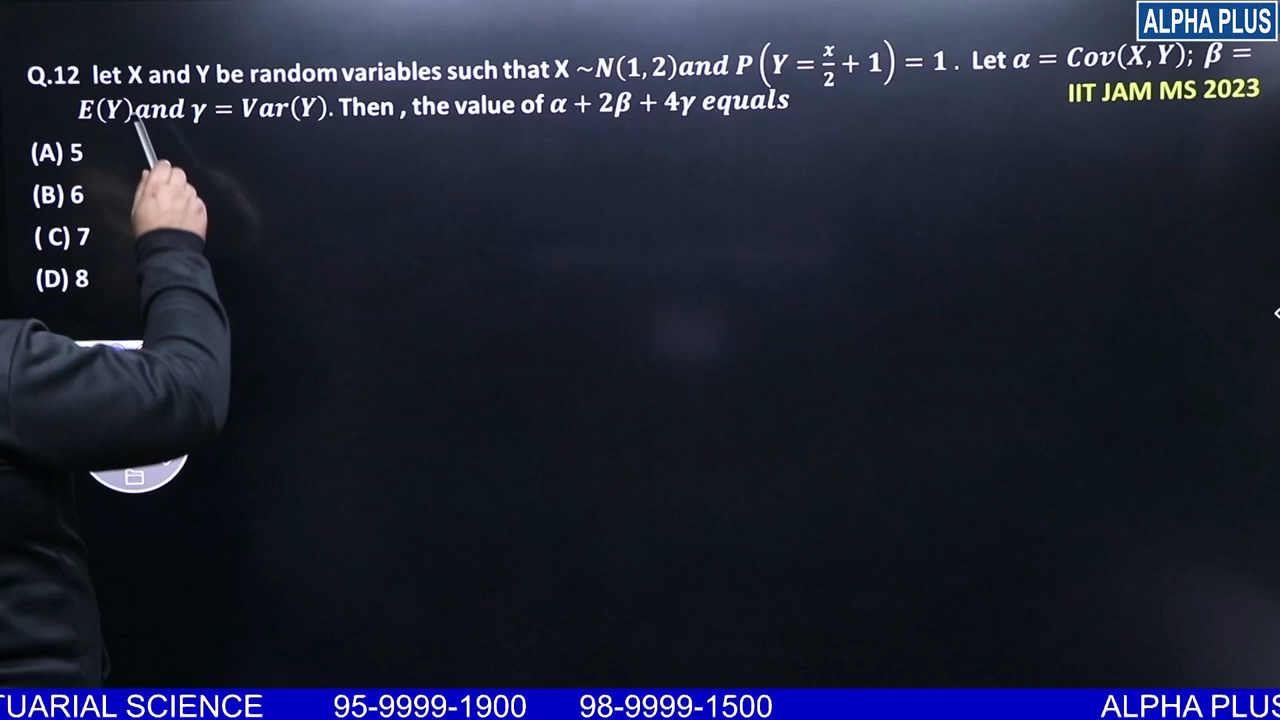 ALPHA PLUS
Q.12 let X and Y be random variables such that X ~N(1, 2)and P (Y = x/2 + 1) = 1 . Let α = Cov(X, Y); β =
E(Y)and γ = Var(Y). Then , the value of α + 2β + 4γ equals
IIT JAM MS 2023
(A) 5
(B) 6
( C) 7
(D) 8
TUARIAL SCIENCE 95-9999-1900 98-9999-1500 ALPHA PLUS